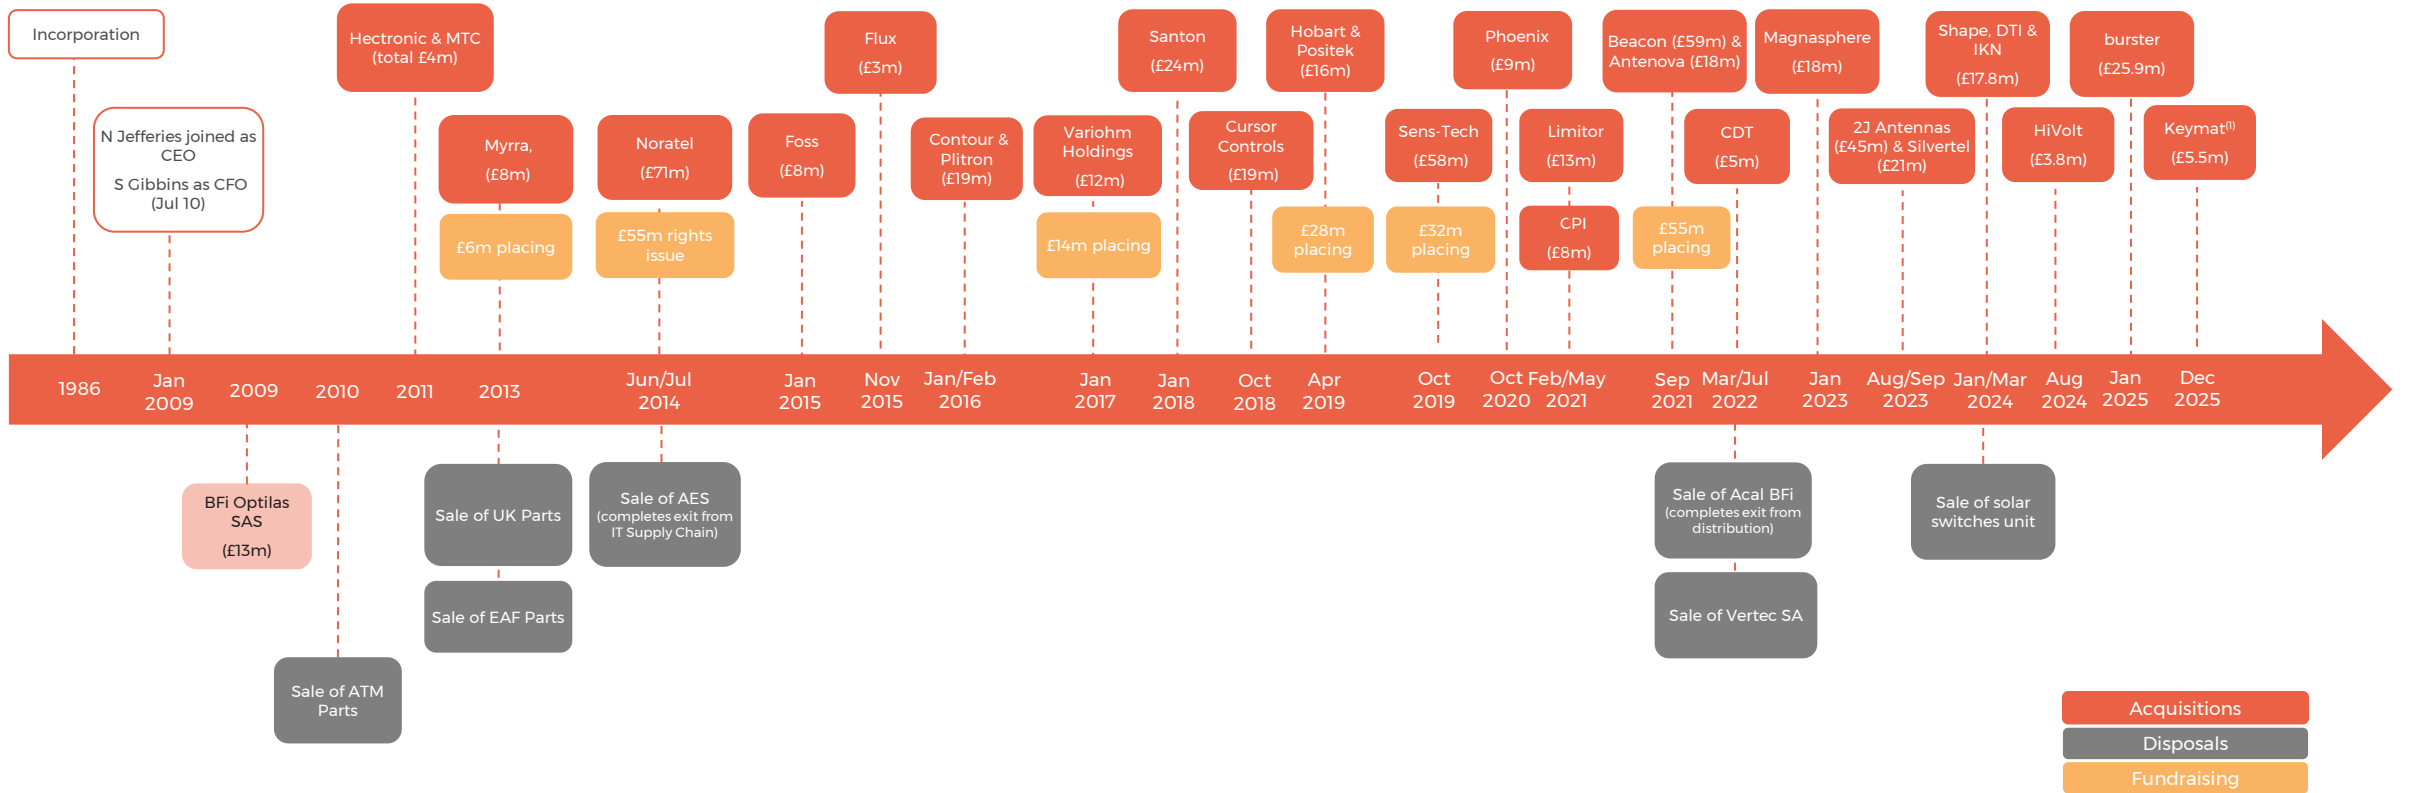 Incorporation
N Jefferies joined as
CEO
S Gibbins as CFO
(Jul 10)
Hectronic & MTC
(total £4m)
Myrra,
(£8m)
£6m placing
Noratel
(£71m)
£55m rights
issue
Foss
(£8m)
Flux
(£3m)
Contour &
Plitron
(£19m)
Variohm
Holdings
(£12m)
£14m placing
Santon
(£24m)
Cursor
Controls
(£19m)
Hobart &
Positek
(£16m)
£28m
placing
Sens-Tech
(£58m)
£32m
placing
Phoenix
(£9m)
Limitor
(£13m)
CPI
(£8m)
Beacon (£59m) &
Antenova (£18m)
£55m
placing
CDT
(£5m)
Magnasphere
(£18m)
2J Antennas
(£45m) & Silvertel
(£21m)
Shape, DTI &
IKN
(£17.8m)
HiVolt
(£3.8m)
burster
(£25.9m)
Keymat(1)
(£5.5m)
1986
Jan
2009
2009
2010
2011
2013
Jun/Jul
2014
Jan
2015
Nov
2015
Jan/Feb
2016
Jan
2017
Jan
2018
Oct
2018
Apr
2019
Oct
2019
Oct
2020
Feb/May
2021
Sep
2021
Mar/Jul
2022
Jan
2023
Aug/Sep
2023
Jan/Mar
2024
Aug
2024
Jan
2025
Dec
2025
BFi Optilas
SAS
(£13m)
Sale of ATM
Parts
Sale of UK Parts
Sale of EAF Parts
Sale of AES
(completes exit from
IT Supply Chain)
Sale of Acal BFi
(completes exit from
distribution)
Sale of Vertec SA
Sale of solar
switches unit
Acquisitions
Disposals
Fundraising